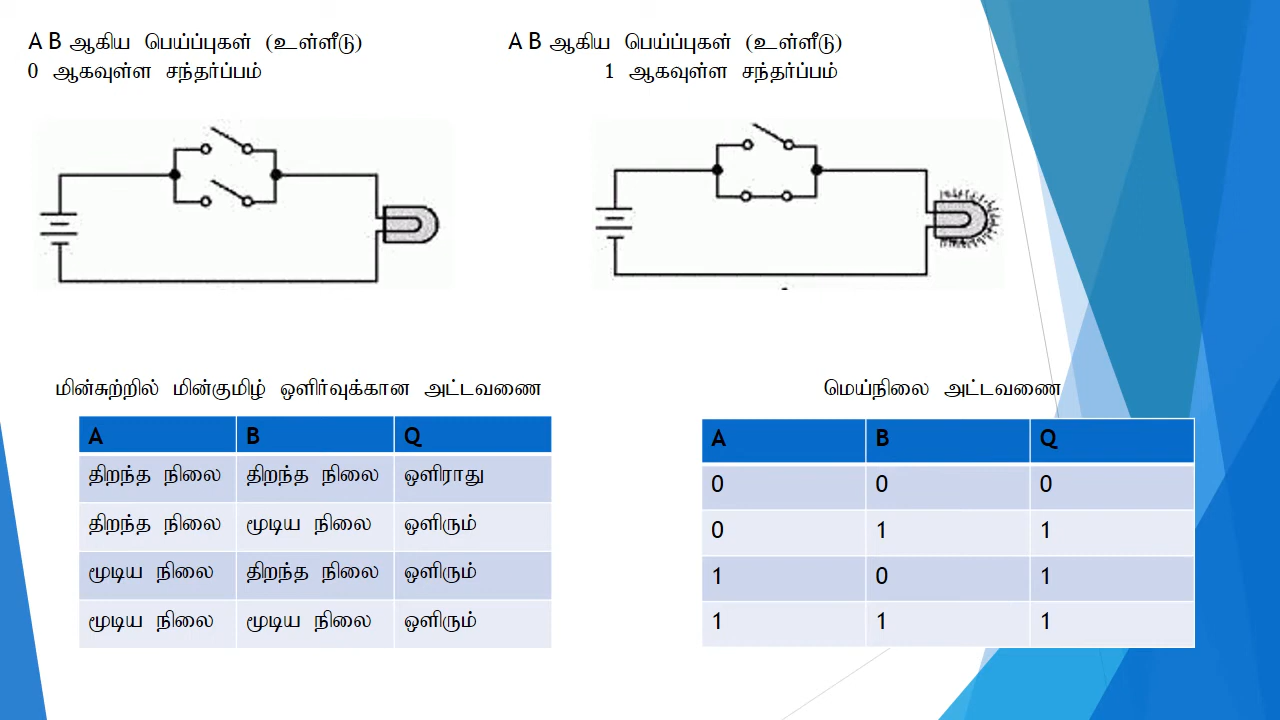 A B ஆகிய பெய்ப்புகள் (உள்ளீடு)
0 ஆகவுள்ள சந்தர்ப்பம்
A B ஆகிய பெய்ப்புகள் (உள்ளீடு)
1 ஆகவுள்ள சந்தர்ப்பம்
மின்சுற்றில் மின்குமிழ் ஒளிர்வுக்கான அட்டவணை
A B Q
திறந்த நிலை திறந்த நிலை ஒளிராது
திறந்த நிலை மூடிய நிலை ஒளிரும்
மூடிய நிலை திறந்த நிலை ஒளிரும்
மூடிய நிலை மூடிய நிலை ஒளிரும்
மெய்நிலை அட்டவணை
A B Q
0 0 0
0 1 1
1 0 1
1 1 1